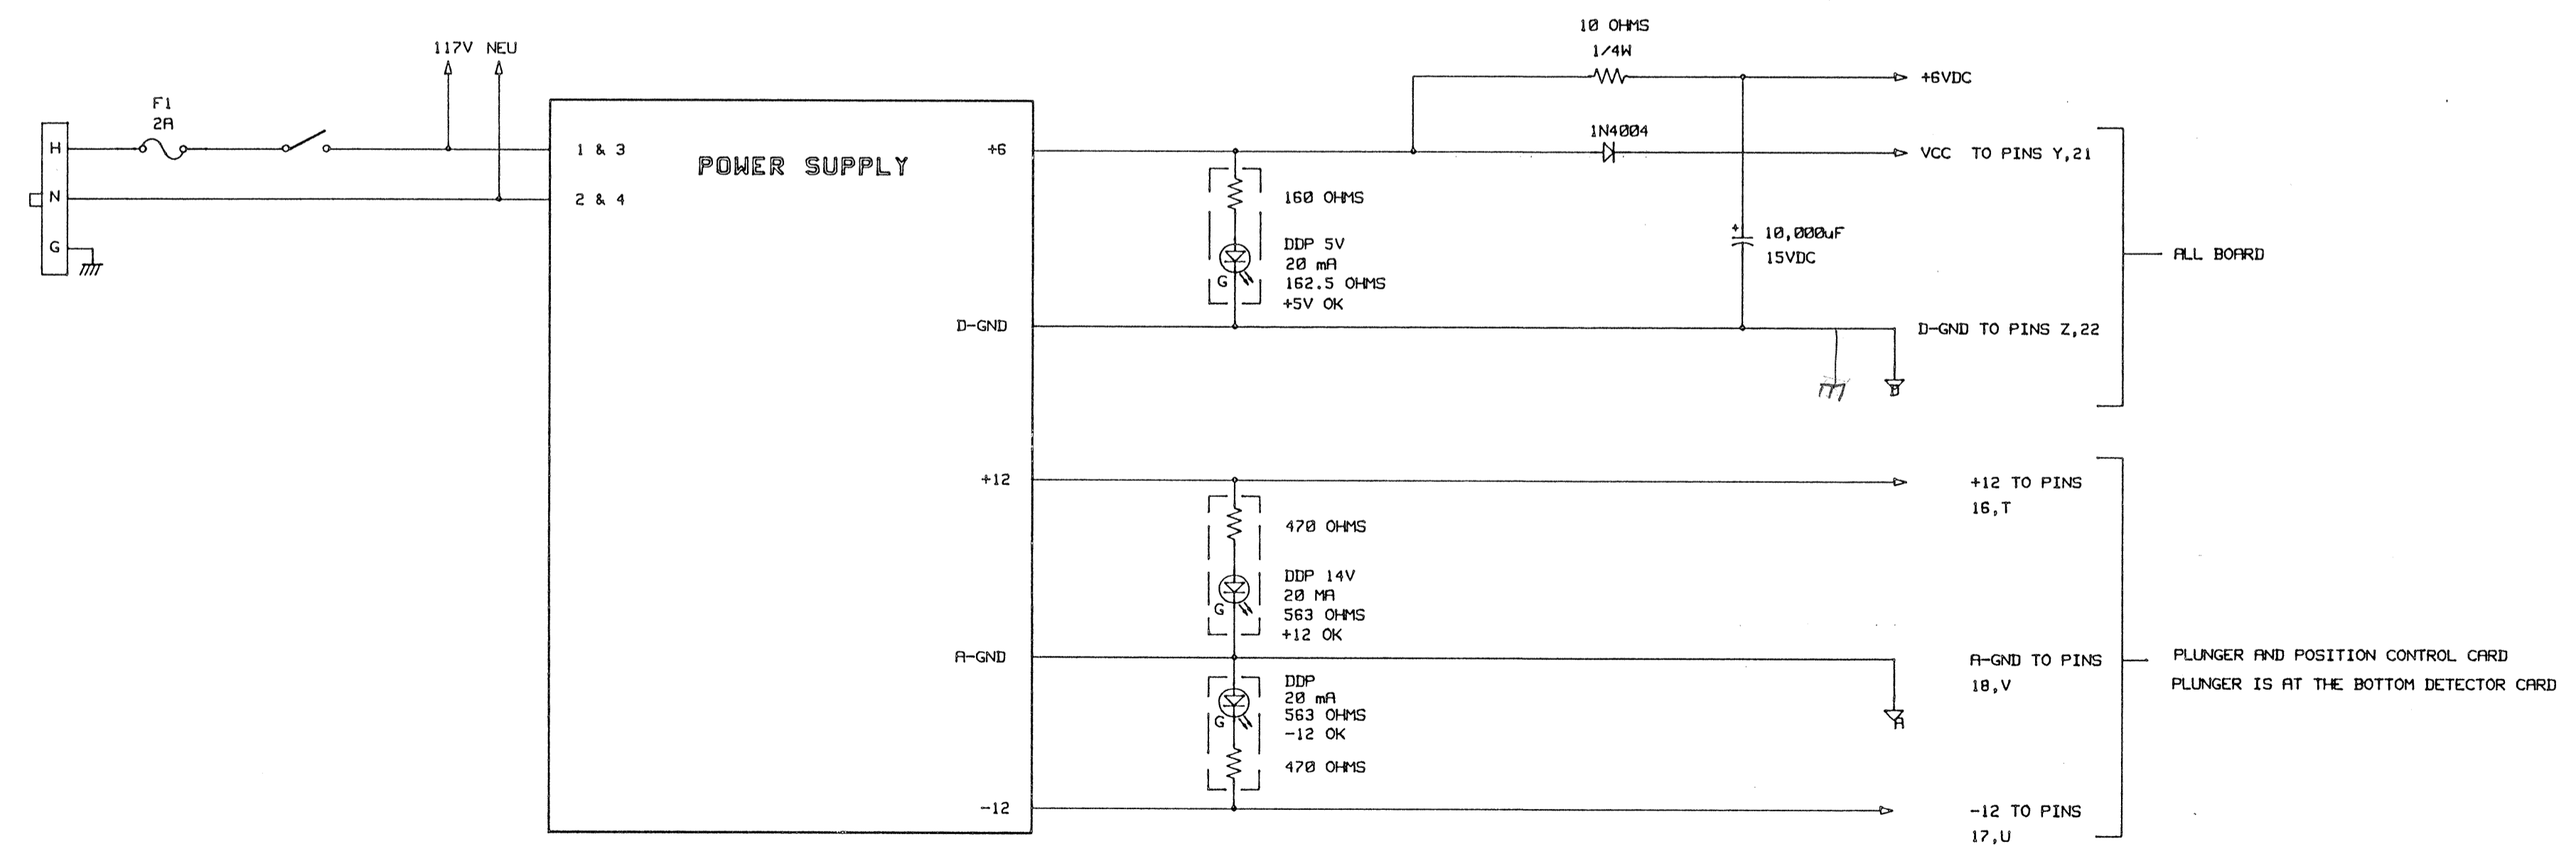 10 OHMS
1/4W
117V NEU
+6VDC
F1
2A
1N4004
H
1 & 3
POWER SUPPLY
+6
VCC TO PINS Y,21
N
2 & 4
160 OHMS
+
10,000uF
15VDC
G
DDP 5V
20 mA
G
162.5 OHMS
+5V OK
ALL BOARD
D-GND
D-GND TO PINS Z,22
D
+12
+12 TO PINS
16,T
470 OHMS
DDP 14V
20 MA
G
563 OHMS
+12 OK
A-GND
A-GND TO PINS
18,V
PLUNGER AND POSITION CONTROL CARD
PLUNGER IS AT THE BOTTOM DETECTOR CARD
DDP
20 mA
G
563 OHMS
-12 OK
A
470 OHMS
-12
-12 TO PINS
17,U